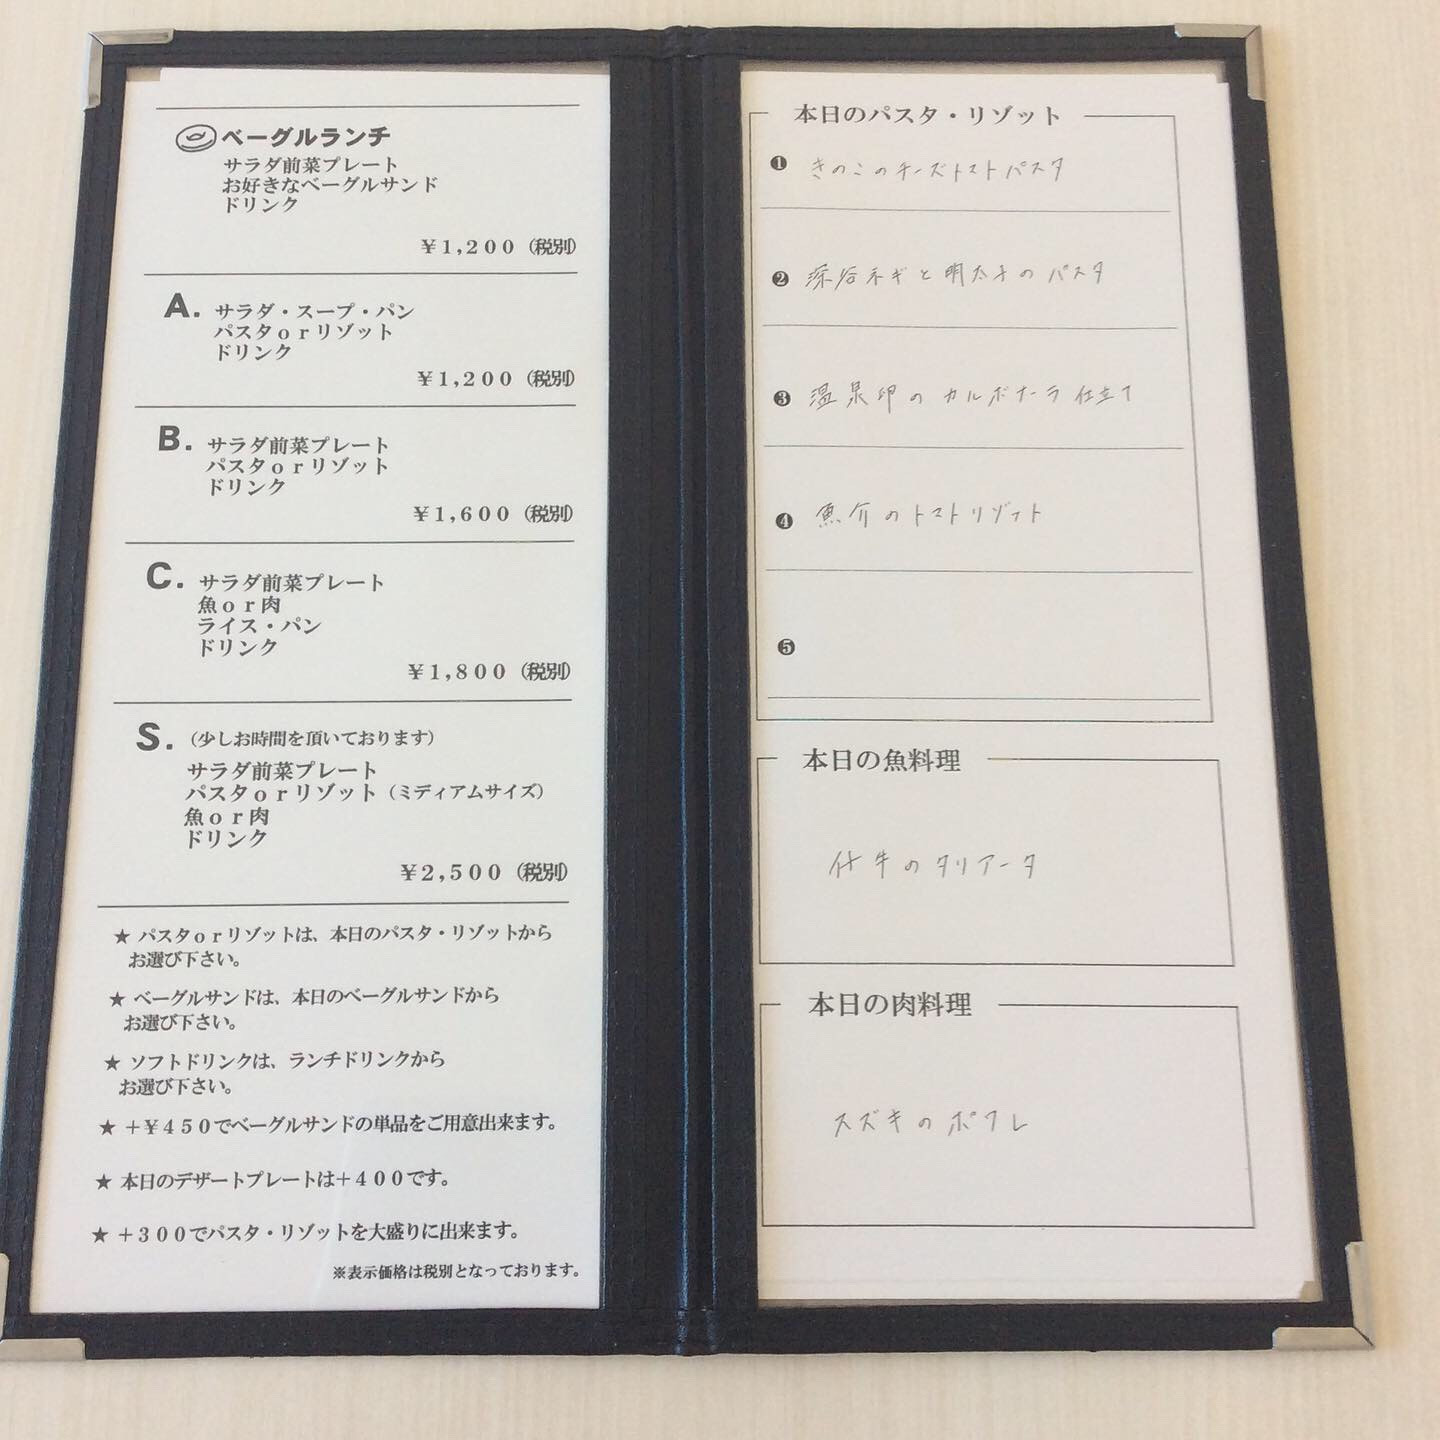 ベーグルランチ
サラダ前菜プレート
お好きなベーグルサンド
ドリンク
￥1,200（税別）
A. サラダ・スープ・パン
パスタｏｒリゾット
ドリンク
￥1,200（税別）
B. サラダ前菜プレート
パスタｏｒリゾット
ドリンク
￥1,600（税別）
C. サラダ前菜プレート
魚ｏｒ肉
ライス・パン
ドリンク
￥1,800（税別）
S.（少しお時間を頂いております）
サラダ前菜プレート
パスタｏｒリゾット（ミディアムサイズ）
魚ｏｒ肉
ドリンク
￥2,500（税別）
★ パスタｏｒリゾットは、本日のパスタ・リゾットから
お選び下さい。
★ ベーグルサンドは、本日のベーグルサンドから
お選び下さい。
★ ソフトドリンクは、ランチドリンクから
お選び下さい。
★ ＋￥４５０でベーグルサンドの単品をご用意出来ます。
★ 本日のデザートプレートは＋４００です。
★ ＋３００でパスタ・リゾットを大盛りに出来ます。
※表示価格は税別となっております。
本日のパスタ・リゾット
❶ きのこのチーズトマトパスタ
❷ 深谷ネギと明太子のパスタ
❸ 温泉卵のカルボナーラ仕立て
❹ 魚介のトマトリゾット
❺
本日の魚料理
牛のタリアータ
本日の肉料理
スズキのポワレ